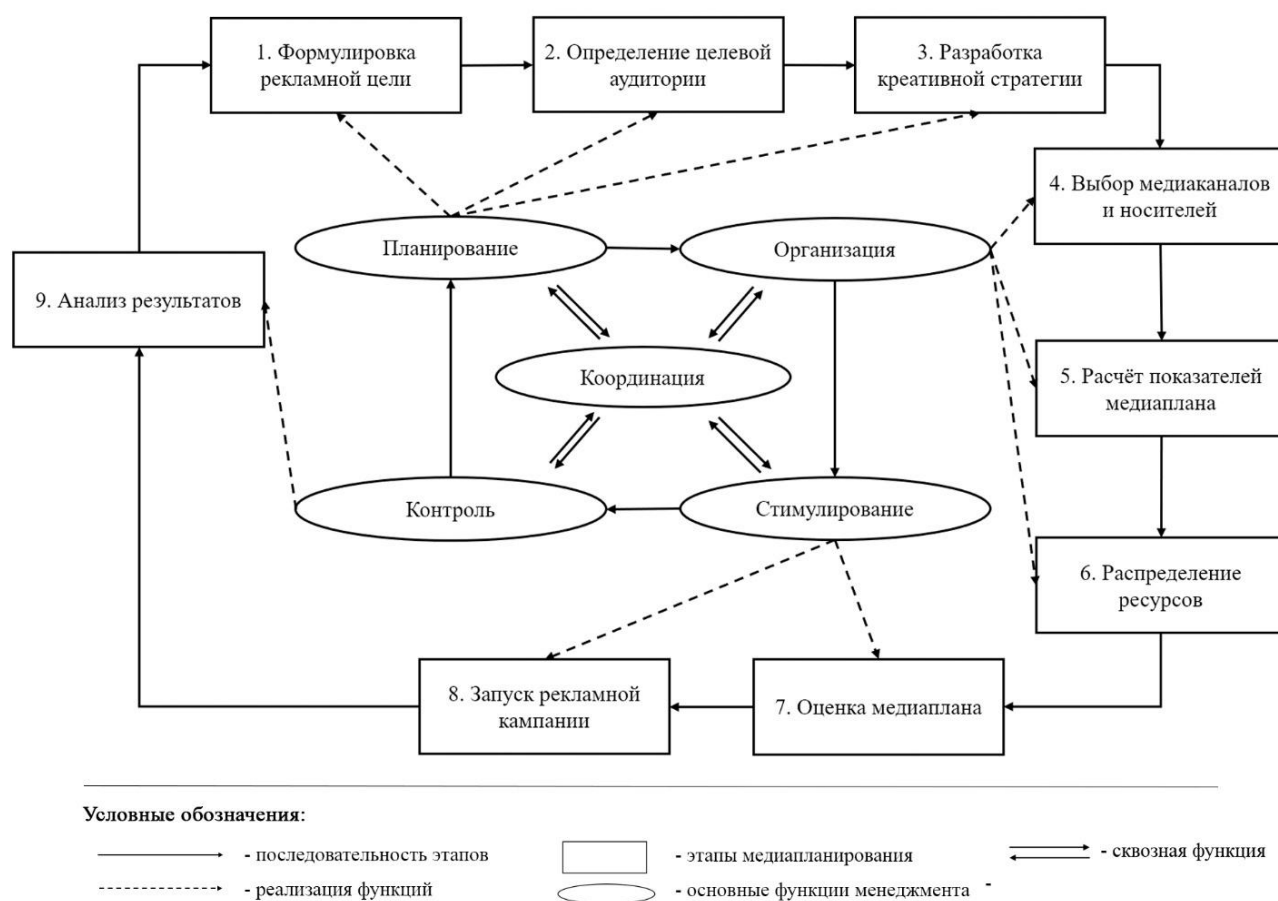 1. Формулировка
рекламной цели
2. Определение целевой
аудитории
3. Разработка
креативной стратегии
4. Выбор медиаканалов
и носителей
Планирование
Организация
9. Анализ результатов
Координация
5. Расчёт показателей
медиаплана
Контроль
Стимулирование
6. Распределение
ресурсов
8. Запуск рекламной
кампании
7. Оценка медиаплана
Условные обозначения:
- последовательность этапов
- этапы медиапланирования
- сквозная функция
- реализация функций
- основные функции менеджмента -